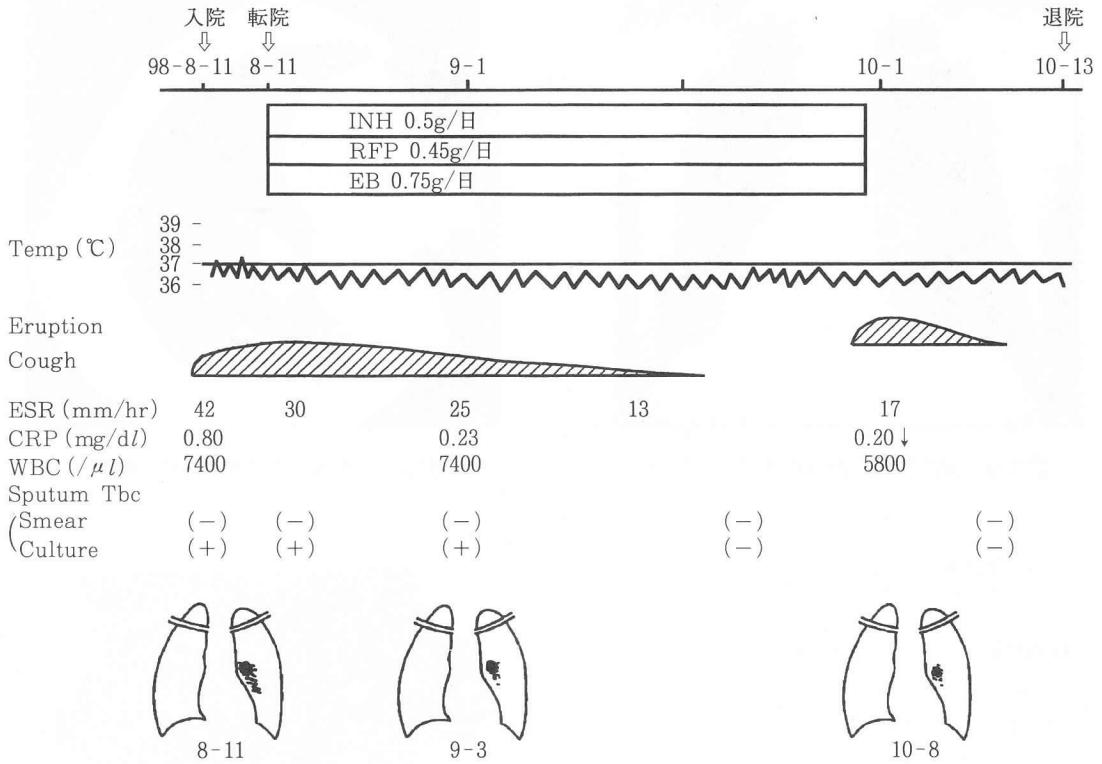 入院 転院 退院
98-8-11 8-11 9-1 10-1 10-13
INH 0.5g/日
RFP 0.45g/日
EB 0.75g/日
Temp (℃)
39
38
37
36
Eruption
Cough
ESR (mm/hr) 42 30 25 13 17
CRP (mg/dl) 0.80 0.23 0.20↓
WBC (/μl) 7400 7400 5800
Sputum Tbc
Smear (−) (−) (−) (−) (−)
Culture (+) (+) (+) (−) (−)
8-11 9-3 10-8